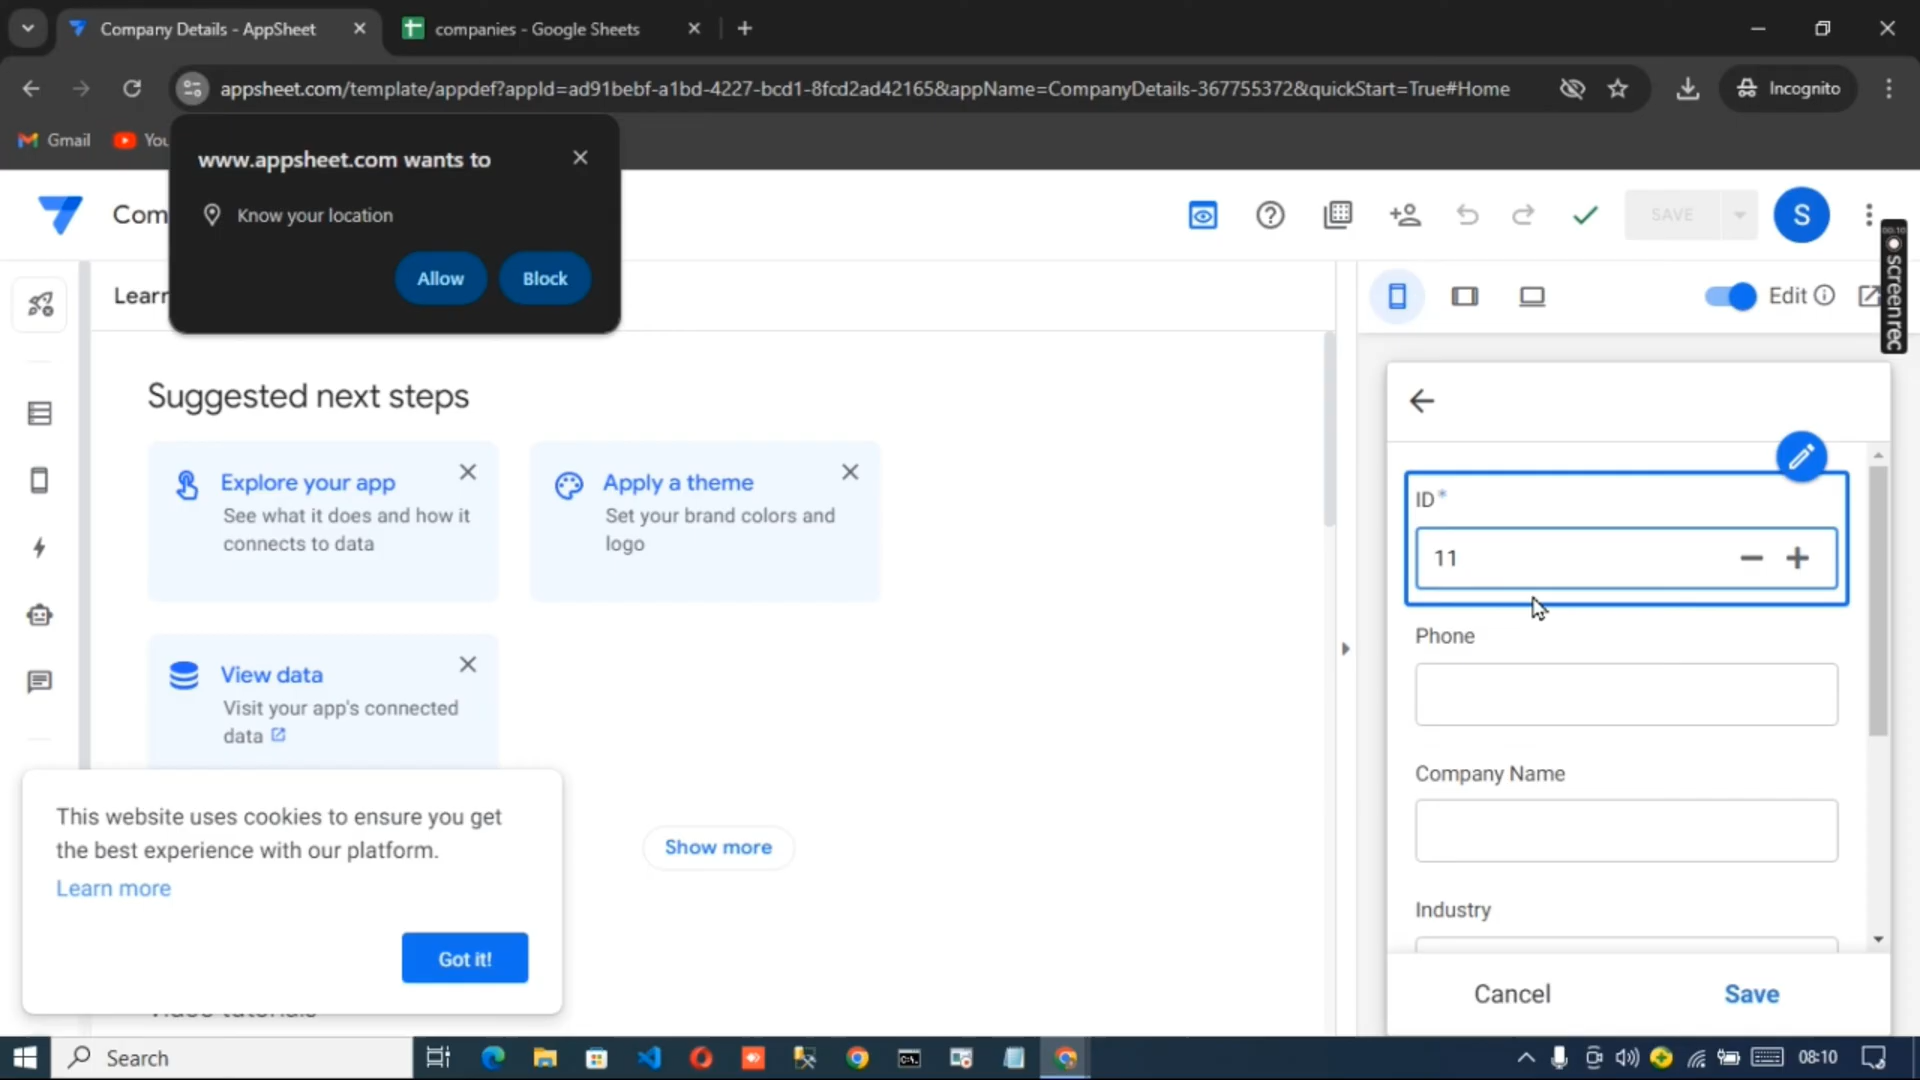 Company Details - AppSheet
companies - Google Sheets
appsheet.com/template/appdef?appId=ad91bebf-a1bd-4227-bcd1-8fcd2ad42165&appName=CompanyDetails-367755372&quickStart=True#Home
Incognito
Gmail
You
www.appsheet.com wants to
Know your location
Allow
Block
Com
SAVE
S
Learn
Edit
00:10
screenrec
Suggested next steps
Explore your app
See what it does and how it
connects to data
Apply a theme
Set your brand colors and
logo
View data
Visit your app's connected
data
Show more
This website uses cookies to ensure you get
the best experience with our platform.
Learn more
Got it!
ID*
11
Phone
Company Name
Industry
Cancel
Save
Search
08:10